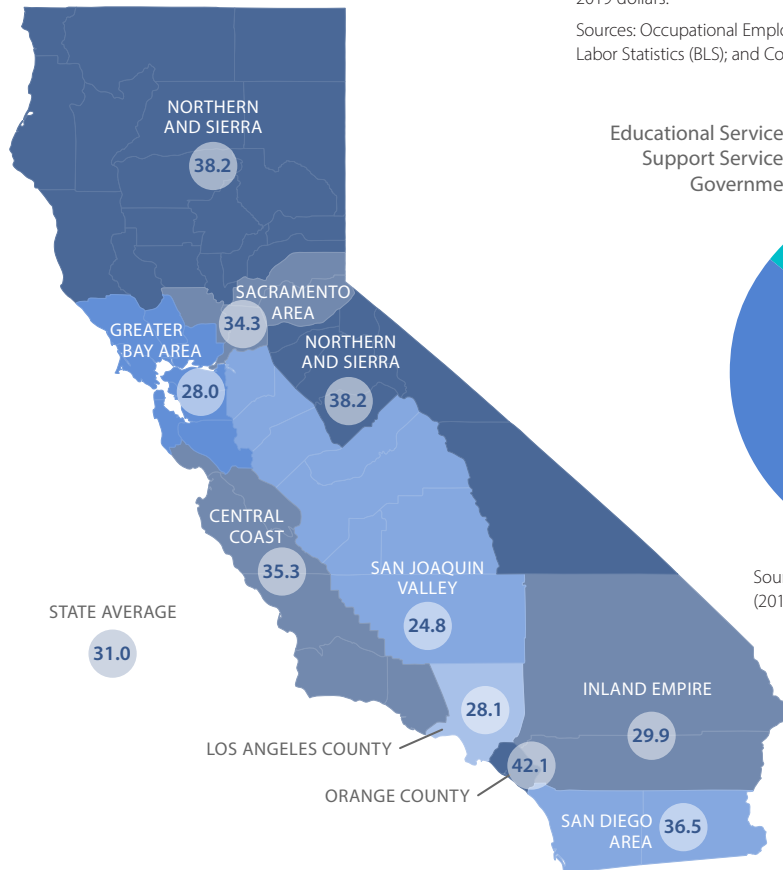 2019 dollars.
Sources: Occupational Emplo
Labor Statistics (BLS); and Co
Educational Service
Support Service
Governme
NORTHERN
AND SIERRA
38.2
SACRAMENTO
AREA
34.3
GREATER
BAY AREA
28.0
NORTHERN
AND SIERRA
38.2
CENTRAL
COAST
35.3
SAN JOAQUIN
VALLEY
24.8
Sou
(201
STATE AVERAGE
31.0
INLAND EMPIRE
29.9
28.1
LOS ANGELES COUNTY
42.1
ORANGE COUNTY
SAN DIEGO
AREA
36.5